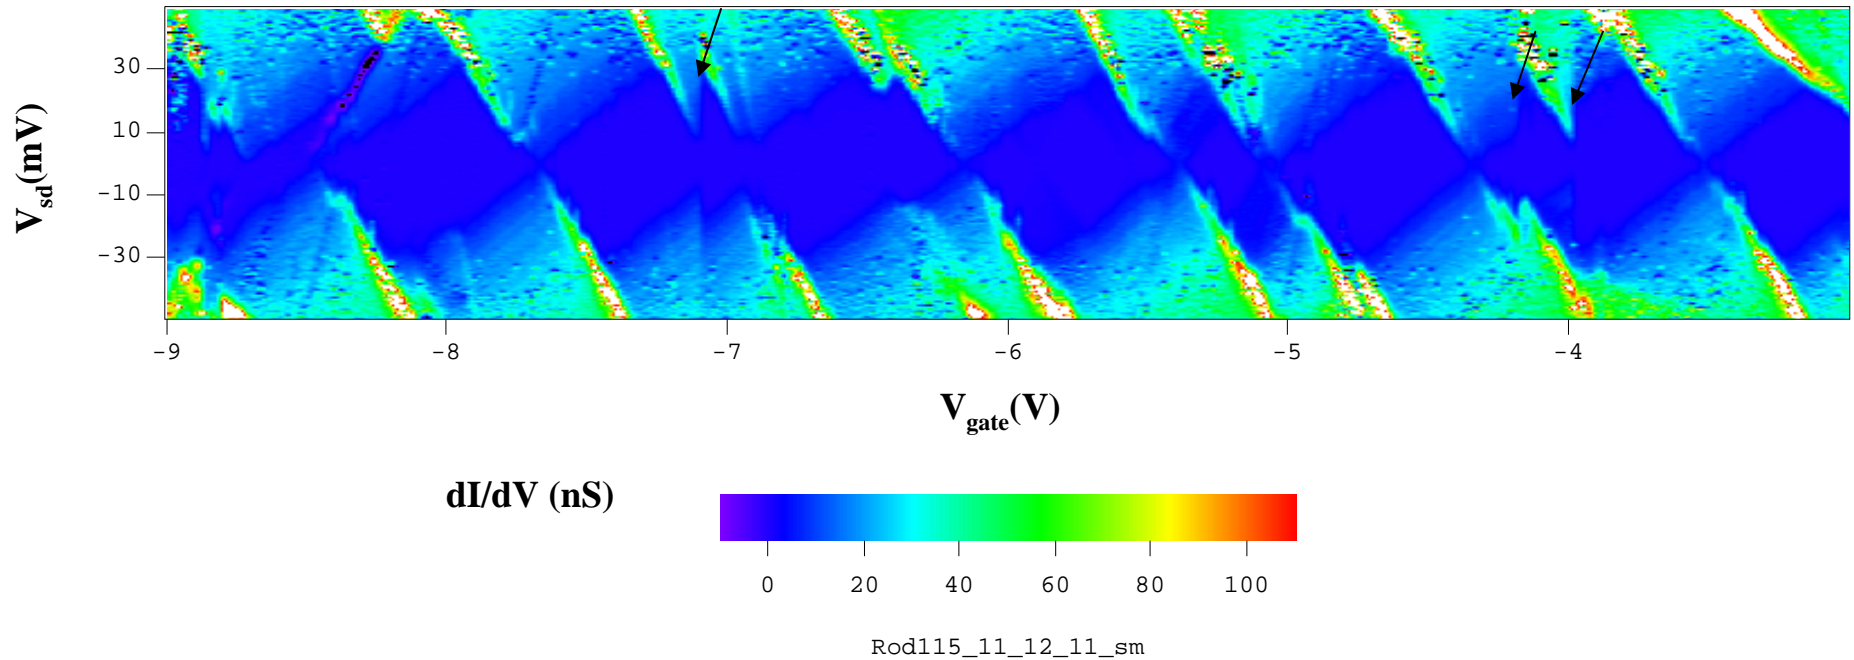 30
10
-10
-30
Vsd(mV)
-9 -8 -7 -6 -5 -4
Vgate(V)
dI/dV (nS)
0 20 40 60 80 100
Rod115_11_12_11_sm